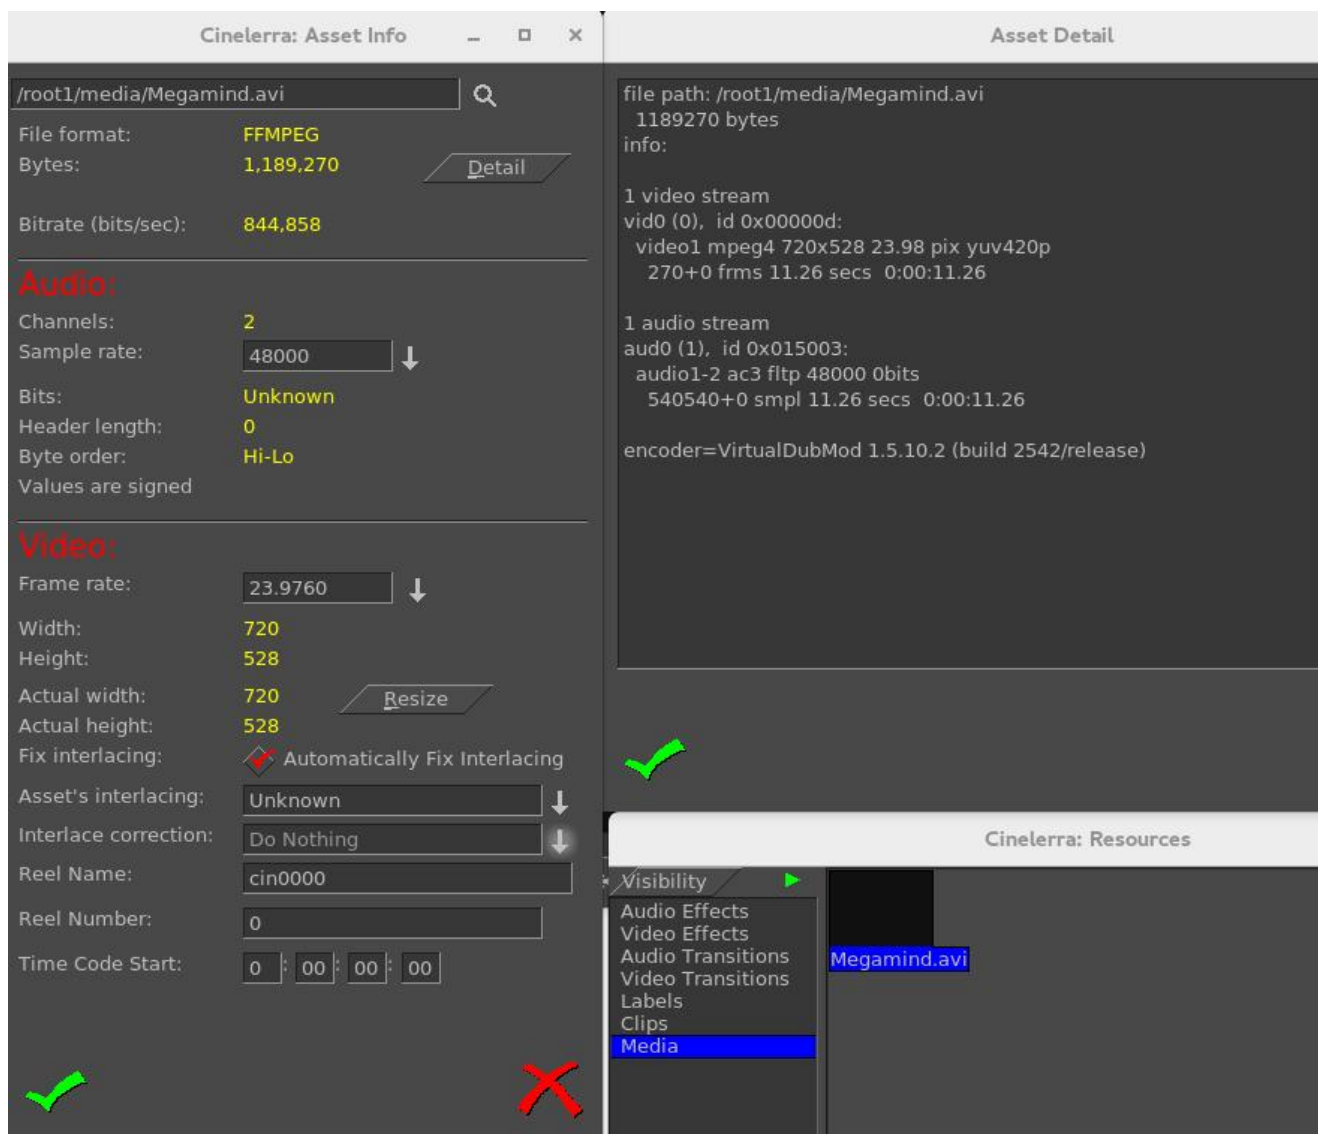 Cinelerra: Asset Info
/root1/media/Megamind.avi
File format: FFMPEG
Bytes: 1,189,270
Detail
Bitrate (bits/sec): 844,858
Audio:
Channels: 2
Sample rate: 48000
Bits: Unknown
Header length: 0
Byte order: Hi-Lo
Values are signed
Video:
Frame rate: 23.9760
Width: 720
Height: 528
Actual width: 720
Resize
Actual height: 528
Fix interlacing: Automatically Fix Interlacing
Asset's interlacing: Unknown
Interlace correction: Do Nothing
Reel Name: cin0000
Reel Number: 0
Time Code Start: 0 : 00 : 00 : 00
Asset Detail
file path: /root1/media/Megamind.avi
1189270 bytes
info:
1 video stream
vid0 (0), id 0x00000d:
video1 mpeg4 720x528 23.98 pix yuv420p
270+0 frms 11.26 secs 0:00:11.26
1 audio stream
aud0 (1), id 0x015003:
audio1-2 ac3 fltp 48000 0bits
540540+0 smpl 11.26 secs 0:00:11.26
encoder=VirtualDubMod 1.5.10.2 (build 2542/release)
Cinelerra: Resources
Visibility
Audio Effects
Video Effects
Audio Transitions
Video Transitions
Labels
Clips
Media
Megamind.avi